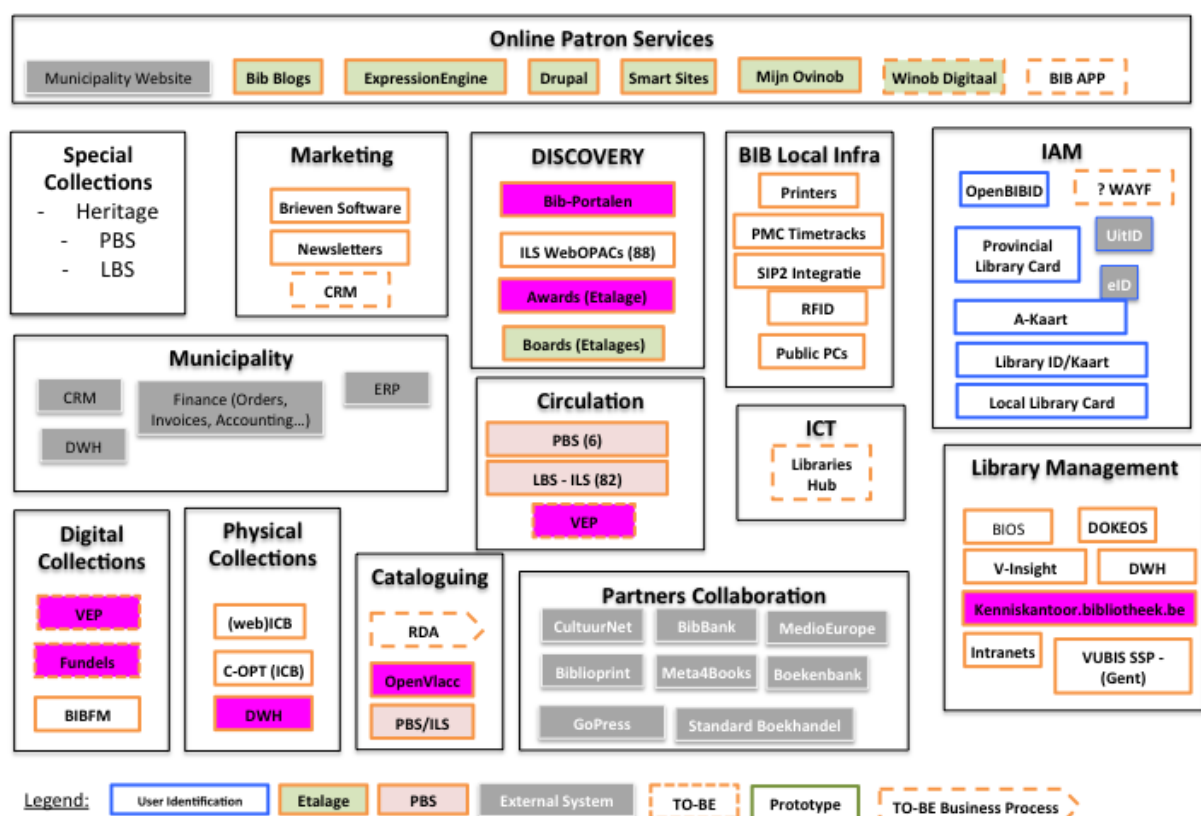 Online Patron Services
Municipality Website
Bib Blogs
ExpressionEngine
Drupal
Smart Sites
Mijn Ovinob
Winob Digitaal
BIB APP
Special
Collections
- Heritage
- PBS
- LBS
Marketing
Brieven Software
Newsletters
CRM
DISCOVERY
Bib-Portalen
ILS WebOPACs (88)
Awards (Etalage)
Boards (Etalages)
BIB Local Infra
Printers
PMC Timetracks
SIP2 Integratie
RFID
Public PCs
IAM
OpenBIBID
? WAYF
Provincial
Library Card
UitID
eID
A-Kaart
Library ID/Kaart
Local Library Card
Municipality
CRM
Finance (Orders,
Invoices, Accounting...)
ERP
DWH
Circulation
PBS (6)
LBS - ILS (82)
VEP
ICT
Libraries
Hub
Library Management
BIOS
DOKEOS
V-Insight
DWH
Kenniskantoor.bibliotheek.be
Intranets
VUBIS SSP -
(Gent)
Digital
Collections
VEP
Fundels
BIBFM
Physical
Collections
(web)ICB
C-OPT (ICB)
DWH
Cataloguing
RDA
OpenVlacc
PBS/ILS
Partners Collaboration
CultuurNet
BibBank
MedioEurope
Biblioprint
Meta4Books
Boekenbank
GoPress
Standard Boekhandel
Legend:
User Identification
Etalage
PBS
External System
TO-BE
Prototype
TO-BE Business Process